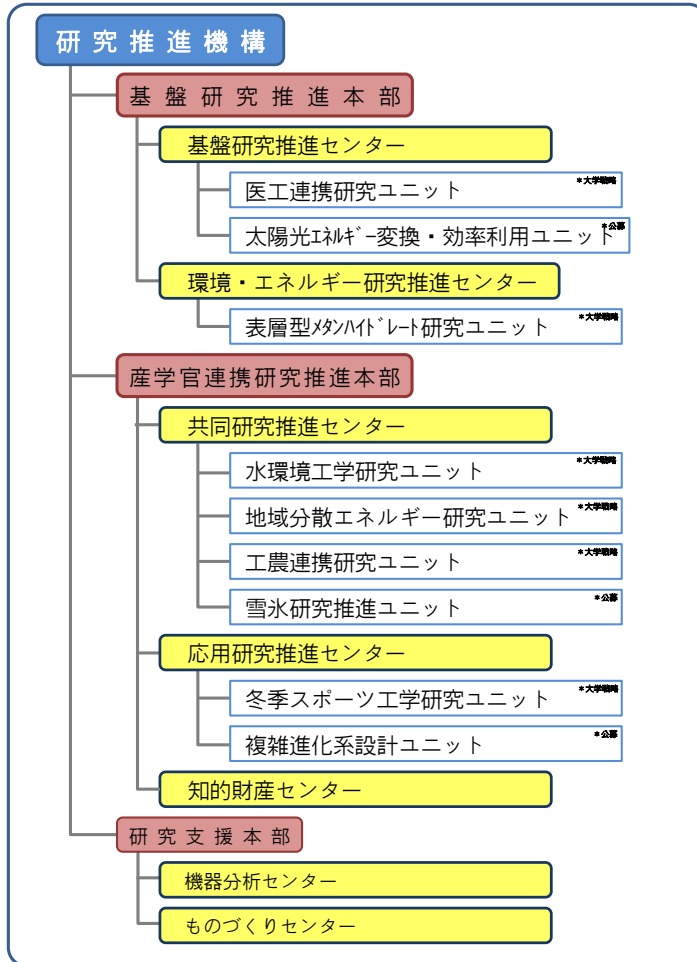 研究推進機構
基盤研究推進本部
基盤研究推進センター
医工連携研究ユニット *大学戦略
太陽光ｴﾈﾙｷﾞｰ変換・効率利用ユニット *公募
環境・エネルギー研究推進センター
表層型ﾒﾀﾝﾊｲﾄﾞﾚｰﾄ研究ユニット *大学戦略
産学官連携研究推進本部
共同研究推進センター
水環境工学研究ユニット *大学戦略
地域分散エネルギー研究ユニット *大学戦略
工農連携研究ユニット *大学戦略
雪氷研究推進ユニット *公募
応用研究推進センター
冬季スポーツ工学研究ユニット *大学戦略
複雑進化系設計ユニット *公募
知的財産センター
研究支援本部
機器分析センター
ものづくりセンター